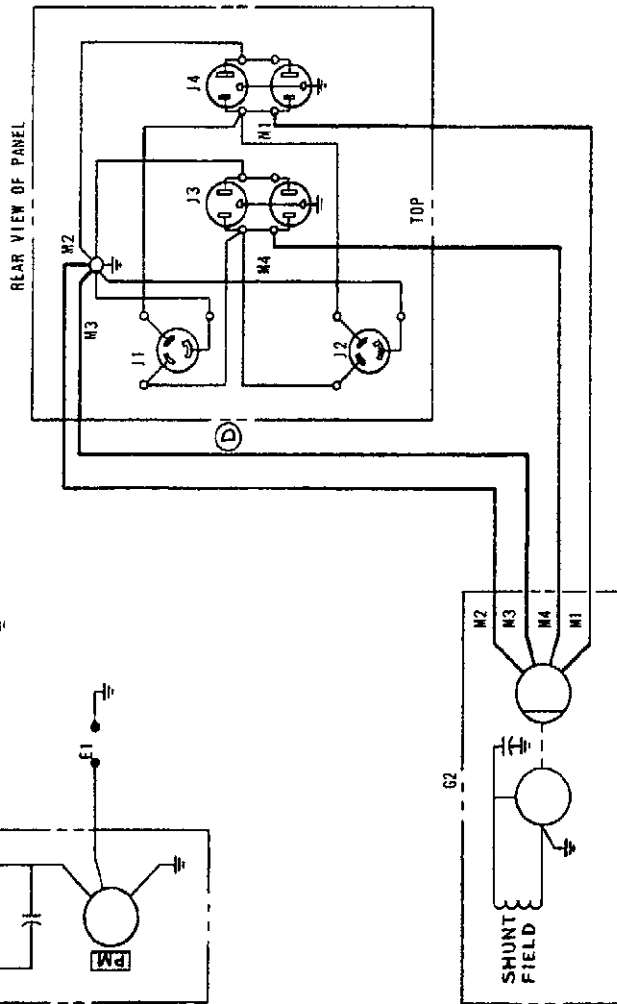 REAR VIEW OF PANEL
J4
M1
J3
M2
M4
TOP
M3
J1
J2
D
E1
PM
G2
M2
M3
M4
M1
SHUNT
FIELD